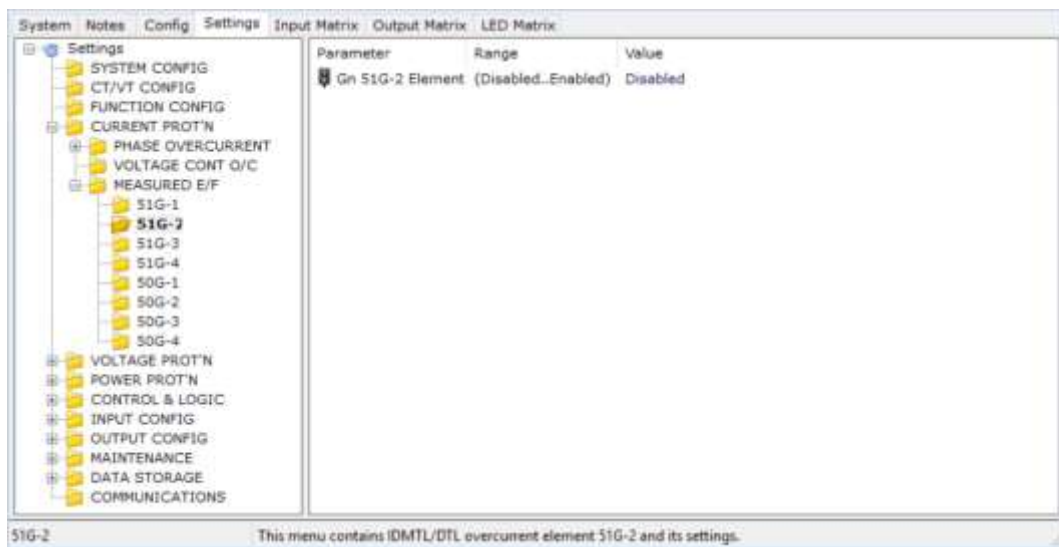 System Notes Config Settings Input Matrix Output Matrix LED Matrix
Settings
SYSTEM CONFIG
CT/VT CONFIG
FUNCTION CONFIG
CURRENT PROT'N
PHASE OVERCURRENT
VOLTAGE CONT O/C
MEASURED E/F
51G-1
51G-2
51G-3
51G-4
50G-1
50G-2
50G-3
50G-4
VOLTAGE PROT'N
POWER PROT'N
CONTROL & LOGIC
INPUT CONFIG
OUTPUT CONFIG
MAINTENANCE
DATA STORAGE
COMMUNICATIONS
Parameter Range Value
Gn 51G-2 Element (Disabled..Enabled) Disabled
51G-2 This menu contains IDMTL/DTL overcurrent element 51G-2 and its settings.